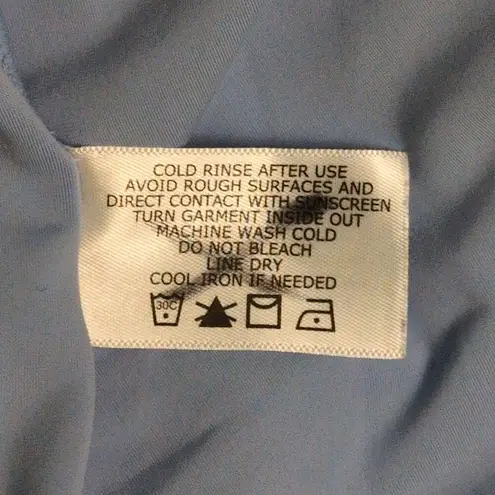 COLD RINSE AFTER USE
AVOID ROUGH SURFACES AND
DIRECT CONTACT WITH SUNSCREEN
TURN GARMENT INSIDE OUT
MACHINE WASH COLD
DO NOT BLEACH
LINE DRY
COOL IRON IF NEEDED
30C